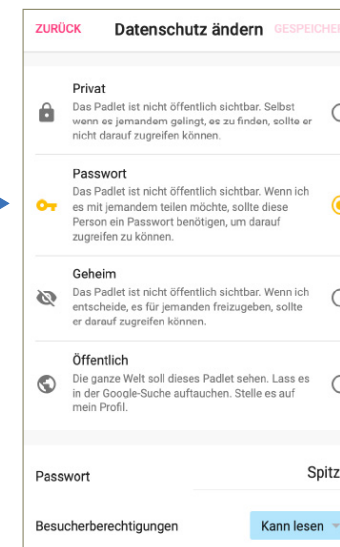 ZURÜCK Datenschutz ändern GESPEICHER
Privat
Das Padlet ist nicht öffentlich sichtbar. Selbst
wenn es jemandem gelingt, es zu finden, sollte er
nicht darauf zugreifen können.
Passwort
Das Padlet ist nicht öffentlich sichtbar. Wenn ich
es mit jemandem teilen möchte, sollte diese
Person ein Passwort benötigen, um darauf
zugreifen zu können.
Geheim
Das Padlet ist nicht öffentlich sichtbar. Wenn ich
entscheide, es für jemanden freizugeben, sollte
er darauf zugreifen können.
Öffentlich
Die ganze Welt soll dieses Padlet sehen. Lass es
in der Google-Suche auftauchen. Stelle es auf
mein Profil.
Passwort Spitz
Besucherberechtigungen Kann lesen